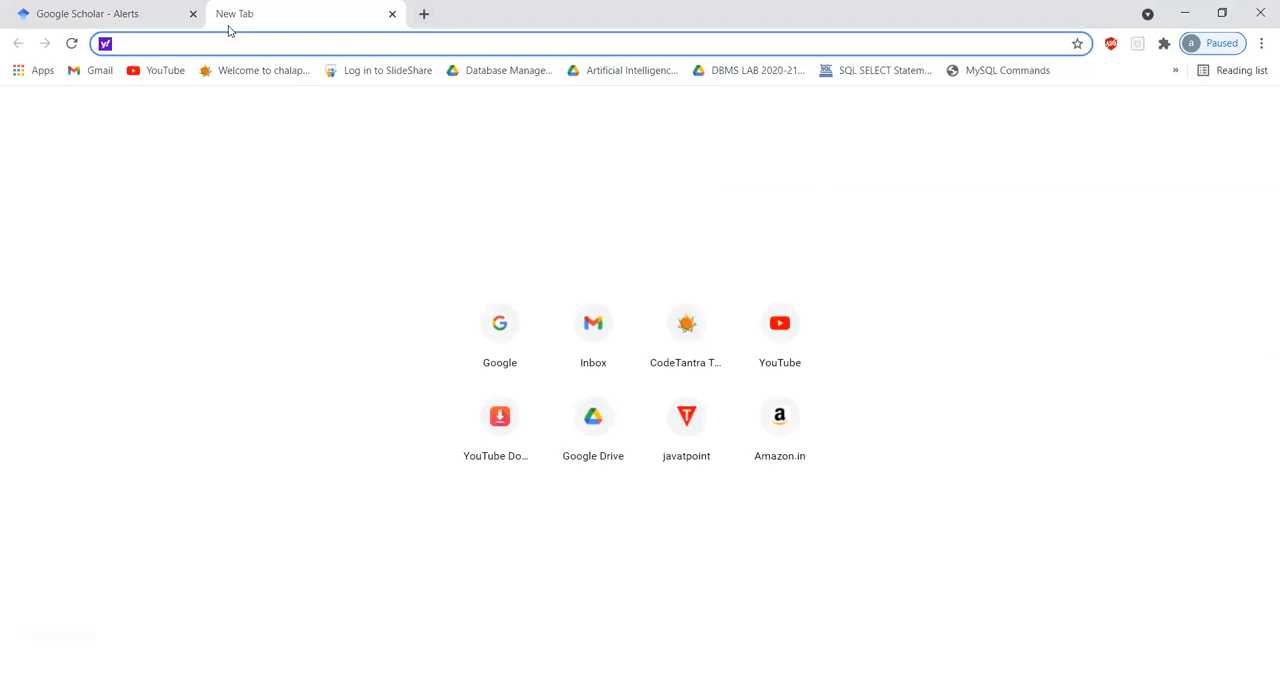 Google Scholar - Alerts
New Tab
a Paused
Apps
Gmail
YouTube
Welcome to chalap...
Log in to SlideShare
Database Manage...
Artificial Intelligenc...
DBMS LAB 2020-21...
SQL SELECT Statem...
MySQL Commands
»
Reading list
Google
Inbox
CodeTantra T...
YouTube
YouTube Do...
Google Drive
javatpoint
Amazon.in